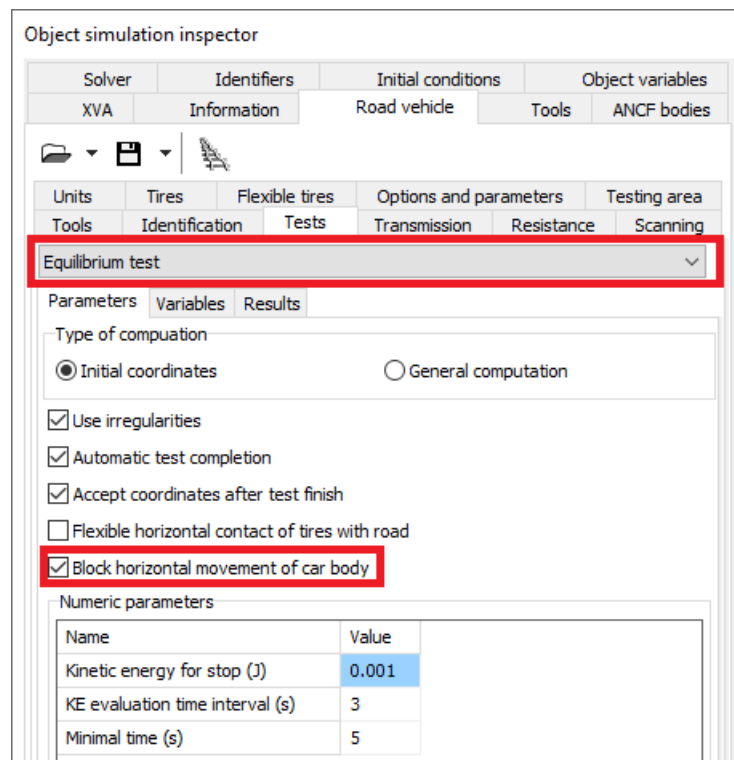 Object simulation inspector
Solver Identifiers Initial conditions Object variables
XVA Information Road vehicle Tools ANCF bodies
Units Tires Flexible tires Options and parameters Testing area
Tools Identification Tests Transmission Resistance Scanning
Equilibrium test
Parameters Variables Results
Type of compuation
Initial coordinates General computation
Use irregularities
Automatic test completion
Accept coordinates after test finish
Flexible horizontal contact of tires with road
Block horizontal movement of car body
Numeric parameters
Name Value
Kinetic energy for stop (J) 0.001
KE evaluation time interval (s) 3
Minimal time (s) 5